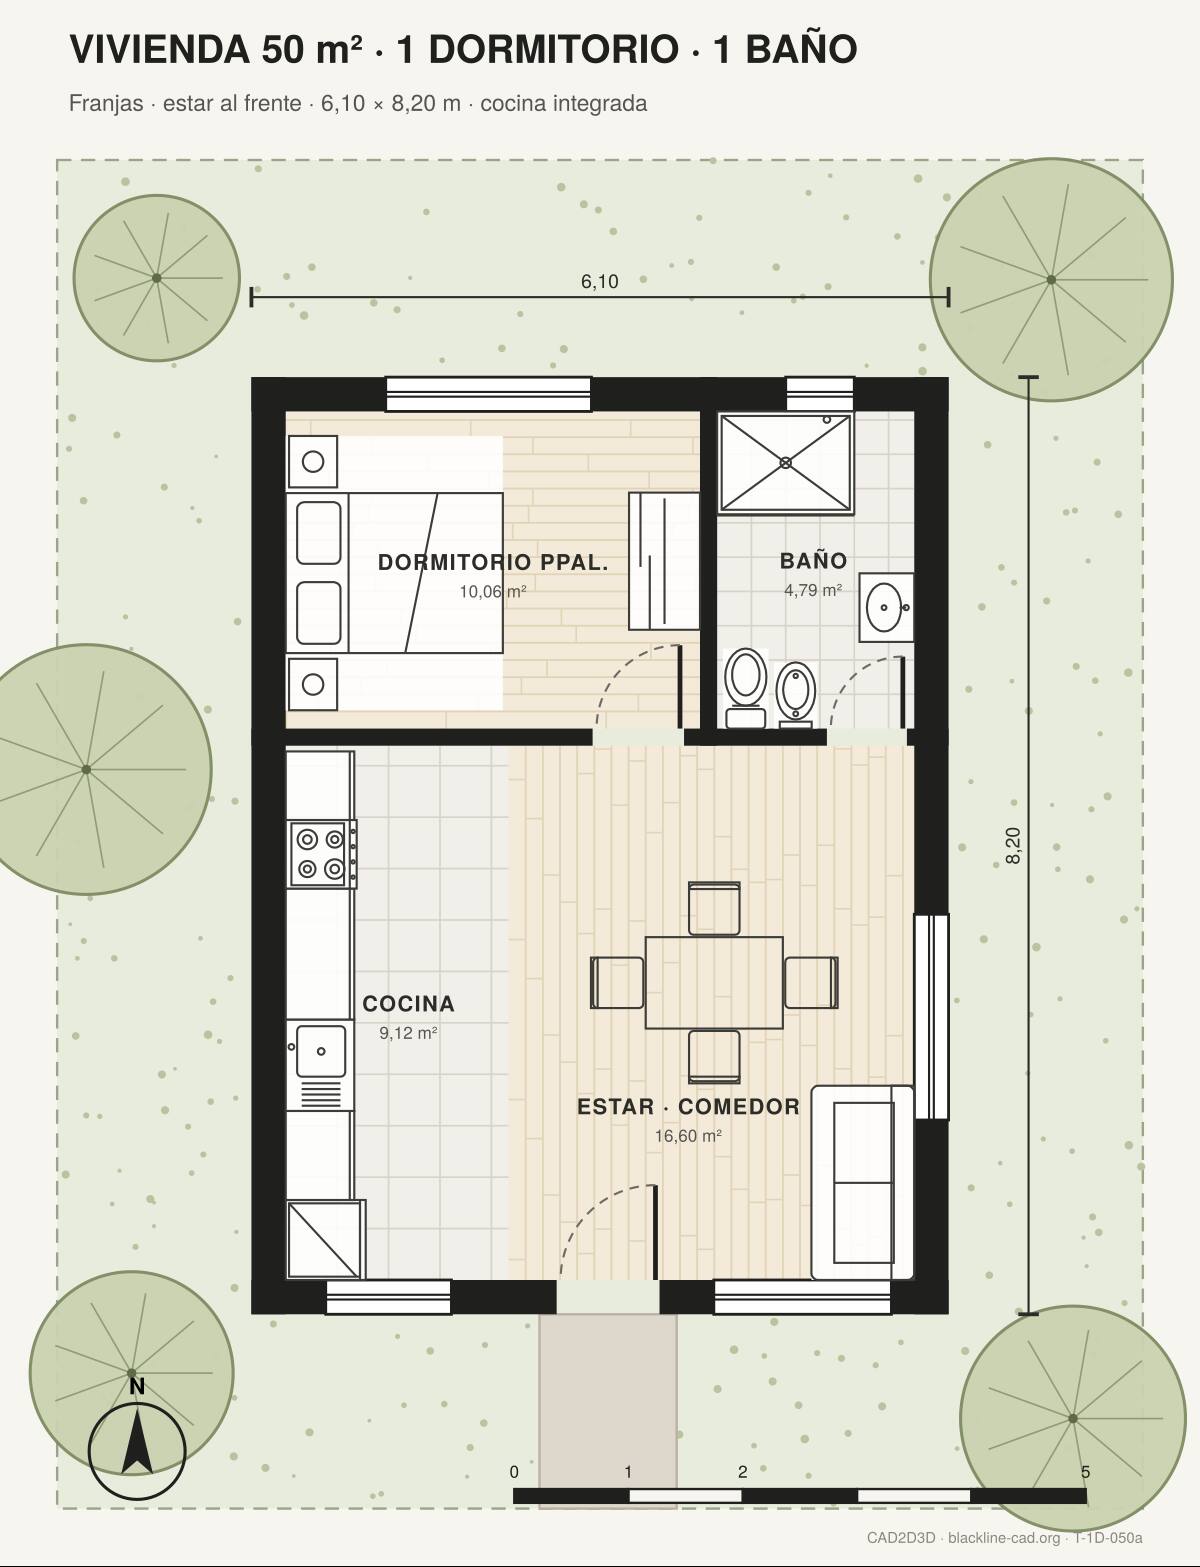 VIVIENDA 50 m² · 1 DORMITORIO · 1 BAÑO
Franjas · estar al frente · 6,10 × 8,20 m · cocina integrada
6,10
DORMITORIO PPAL.
10,06 m²
BAÑO
4,79 m²
8,20
COCINA
9,12 m²
ESTAR · COMEDOR
16,60 m²
N
0 1 2 5
CAD2D3D · blackline-cad.org · T-1D-050a